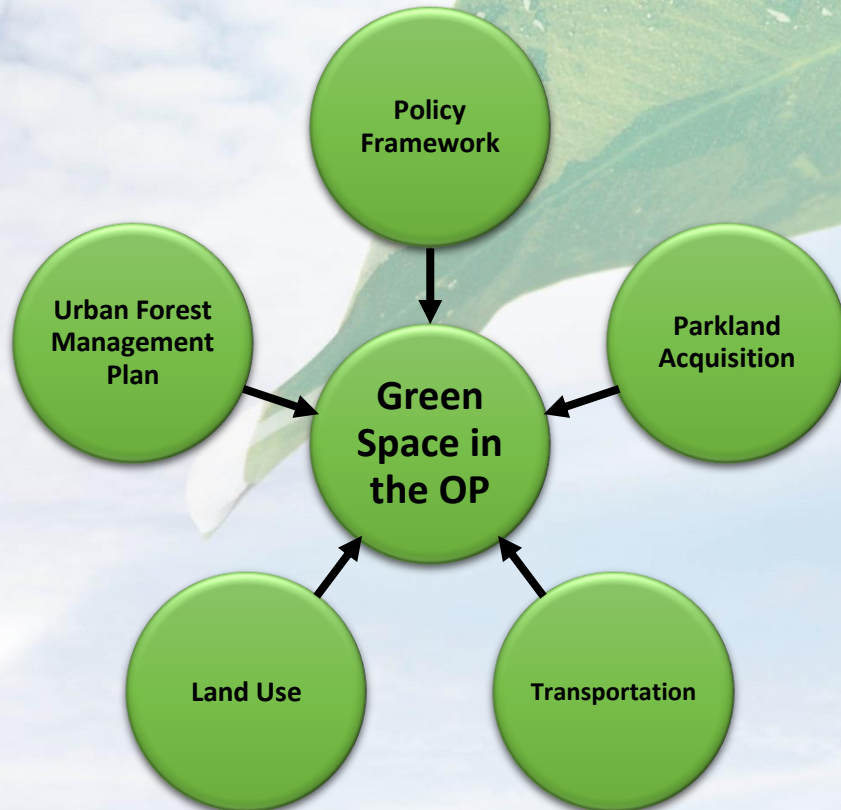 Policy
Framework
Urban Forest
Management
Plan
Parkland
Acquisition
Green
Space in
the OP
Land Use
Transportation